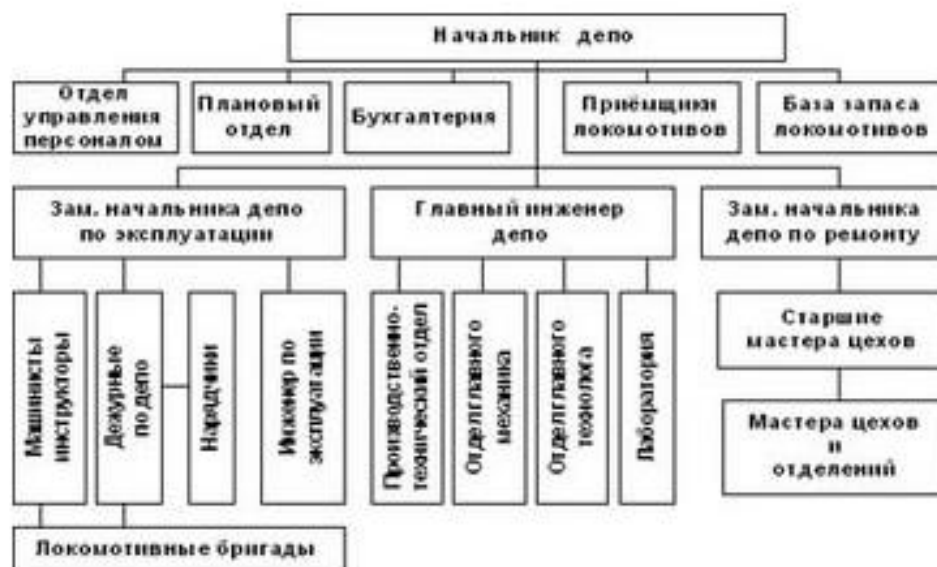 Начальник депо
Отдел
управления
персоналом
Плановый
отдел
Бухгалтерия
Приёмщики
локомотивов
База запаса
локомотивов
Зам. начальника депо
по эксплуатации
Главный инженер
депо
Зам. начальника
депо по ремонту
Машинисты
инструкторы
Дежурные
по депо
Нарядчики
Инженер по
эксплуатации
Производственно-
технический отдел
Отдел главного
механика
Отдел главного
технолога
Лаборатория
Старшие
мастера цехов
Мастера цехов
и
отделений
Локомотивные бригады